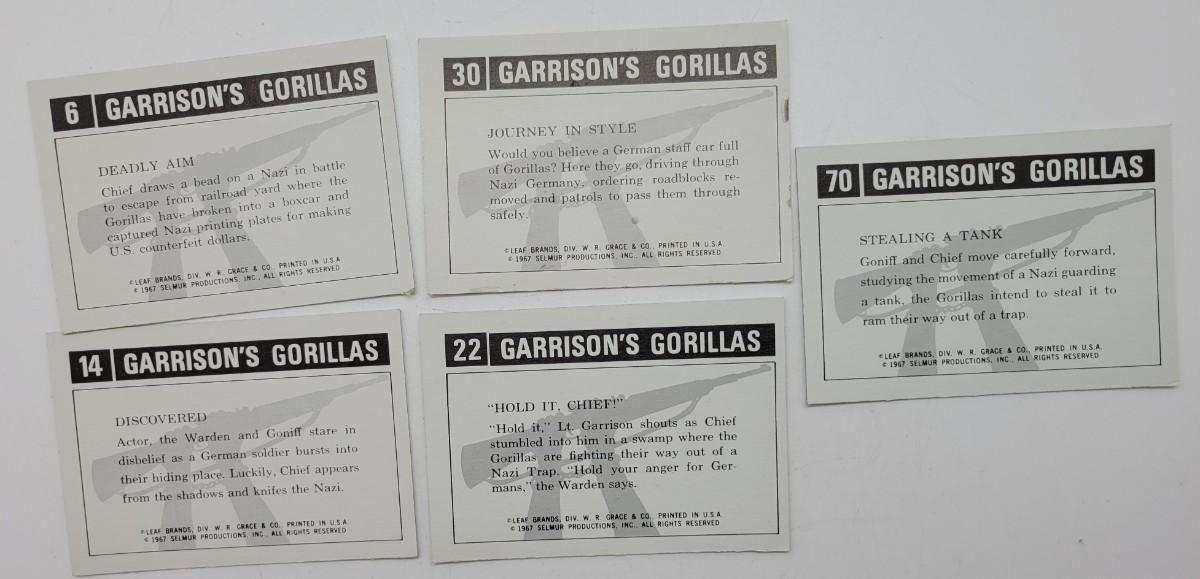 6 GARRISON'S GORILLAS
DEADLY AIM
Chief draws a bead on a Nazi in battle
to escape from railroad yard where the
Gorillas have broken into a boxcar and
captured Nazi printing plates for making
U.S. counterfeit dollars.
©LEAF BRANDS, DIV. W. R. GRACE & CO., PRINTED IN U.S.A
© 1967 SELMUR PRODUCTIONS, INC., ALL RIGHTS RESERVED
30 GARRISON'S GORILLAS
JOURNEY IN STYLE
Would you believe a German staff car full
of Gorillas? Here they go, driving through
Nazi Germany, ordering roadblocks re-
moved and patrols to pass them through
safely.
©LEAF BRANDS, DIV. W. R. GRACE & CO., PRINTED IN U.S.A.
© 1967 SELMUR PRODUCTIONS, INC., ALL RIGHTS RESERVED
70 GARRISON'S GORILLAS
STEALING A TANK
Goniff and Chief move carefully forward,
studying the movement of a Nazi guarding
a tank, the Gorillas intend to steal it to
ram their way out of a trap.
©LEAF BRANDS, DIV. W. R. GRACE & CO., PRINTED IN U.S.A.
© 1967 SELMUR PRODUCTIONS, INC., ALL RIGHTS RESERVED
14 GARRISON'S GORILLAS
DISCOVERED
Actor, the Warden and Goniff stare in
disbelief as a German soldier bursts into
their hiding place. Luckily, Chief appears
from the shadows and knifes the Nazi.
©LEAF BRANDS, DIV. W. R. GRACE & CO., PRINTED IN U.S.A.
© 1967 SELMUR PRODUCTIONS, INC., ALL RIGHTS RESERVED
22 GARRISON'S GORILLAS
"HOLD IT, CHIEF!"
"Hold it," Lt. Garrison shouts as Chief
stumbled into him in a swamp where the
Gorillas are fighting their way out of a
Nazi Trap. "Hold your anger for Ger-
mans," the Warden says.
©LEAF BRANDS, DIV. W. R. GRACE & CO., PRINTED IN U.S.A.
© 1967 SELMUR PRODUCTIONS, INC., ALL RIGHTS RESERVED